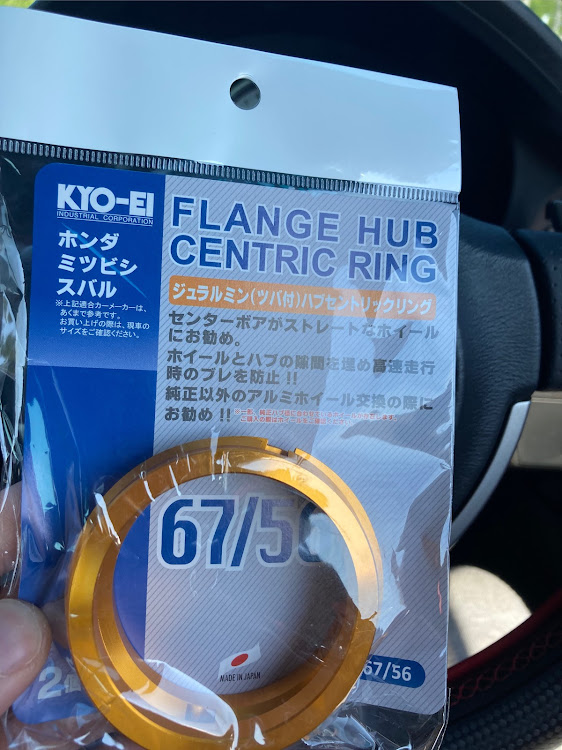 KYO-EI
INDUSTRIAL CORPORATION
ホンダ
ミツビシ
スバル
※上記適合カーメーカーは、
あくまで参考です。
お買い上げの際は、現車の
サイズをご確認ください。
FLANGE HUB
CENTRIC RING
ジュラルミン(ツバ付)ハブセントリックリング
センターボアがストレートなホイール
にお勧め。
ホイールとハブの隙間を埋め高速走行
時のブレを防止!!
純正以外のアルミホイール交換の際に
お勧め!!
67/56
MADE IN JAPAN
2個
67/56